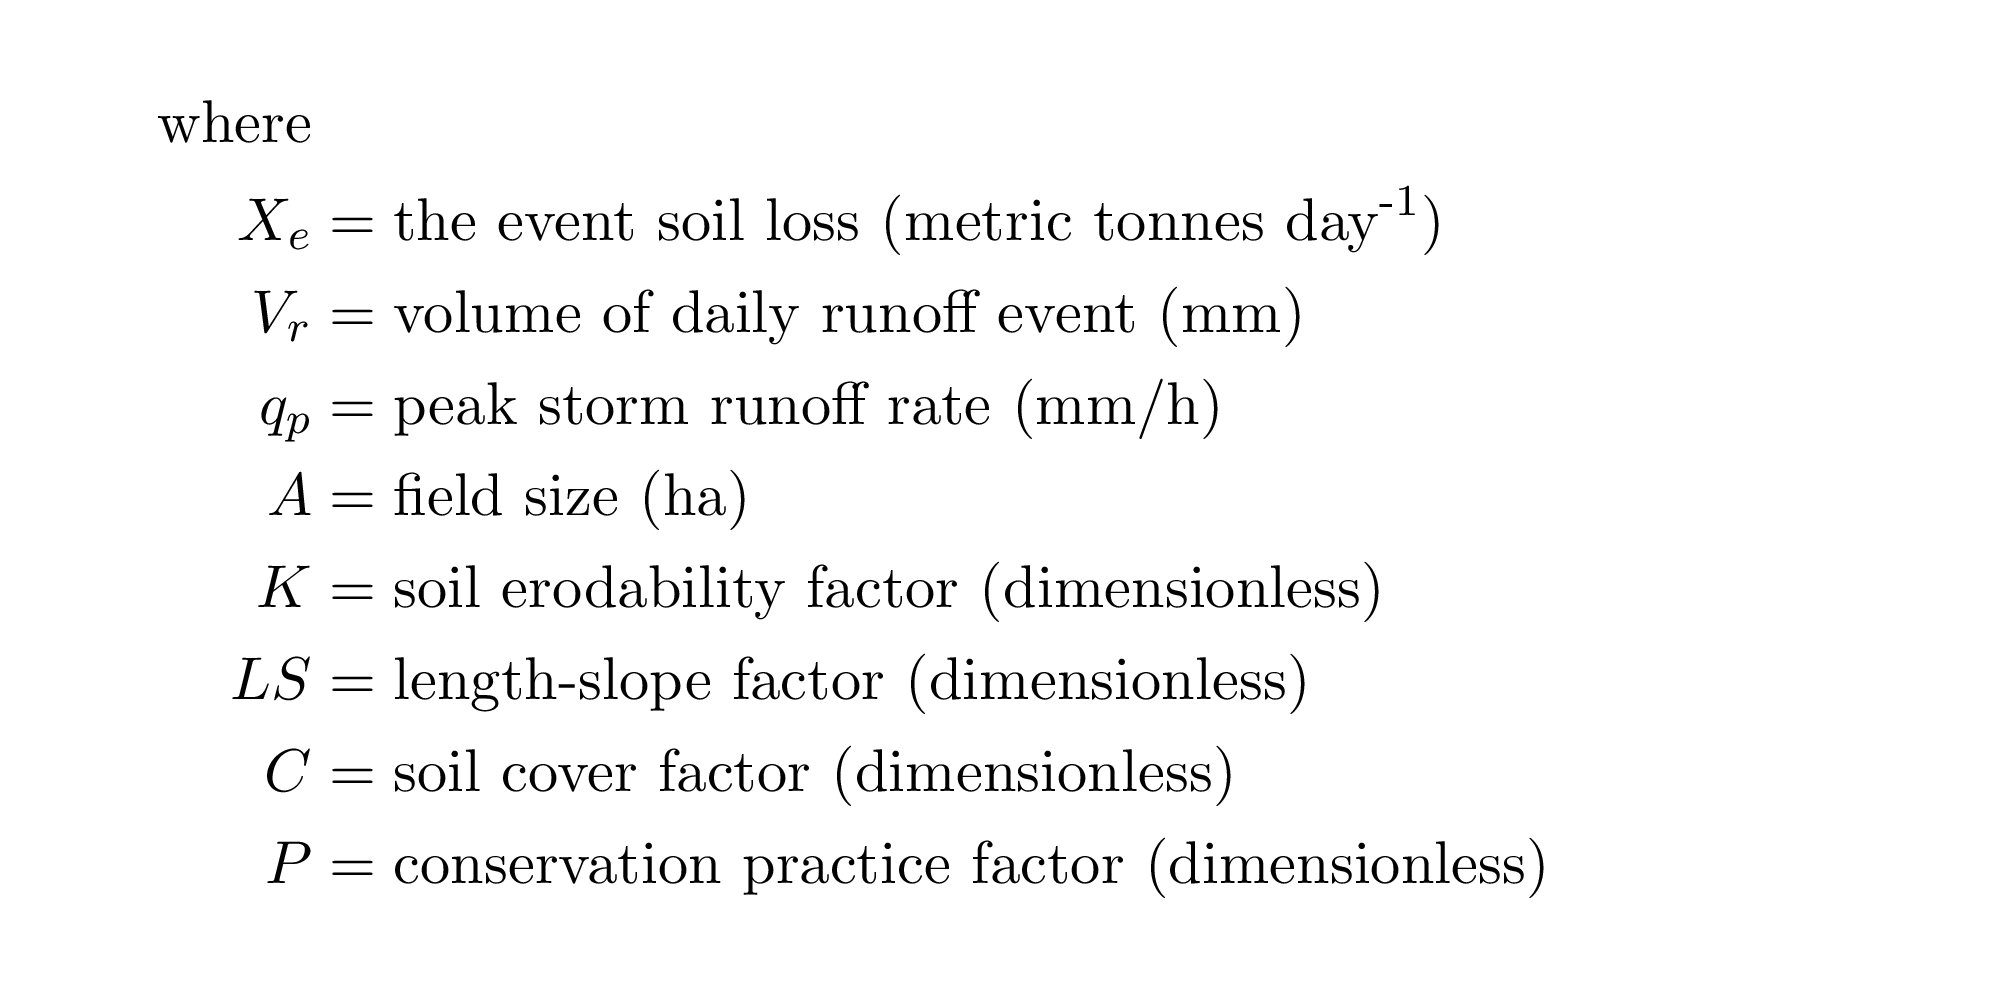 where
X_e = the event soil loss (metric tonnes day^-1)
V_r = volume of daily runoff event (mm)
q_p = peak storm runoff rate (mm/h)
A = field size (ha)
K = soil erodability factor (dimensionless)
LS = length-slope factor (dimensionless)
C = soil cover factor (dimensionless)
P = conservation practice factor (dimensionless)